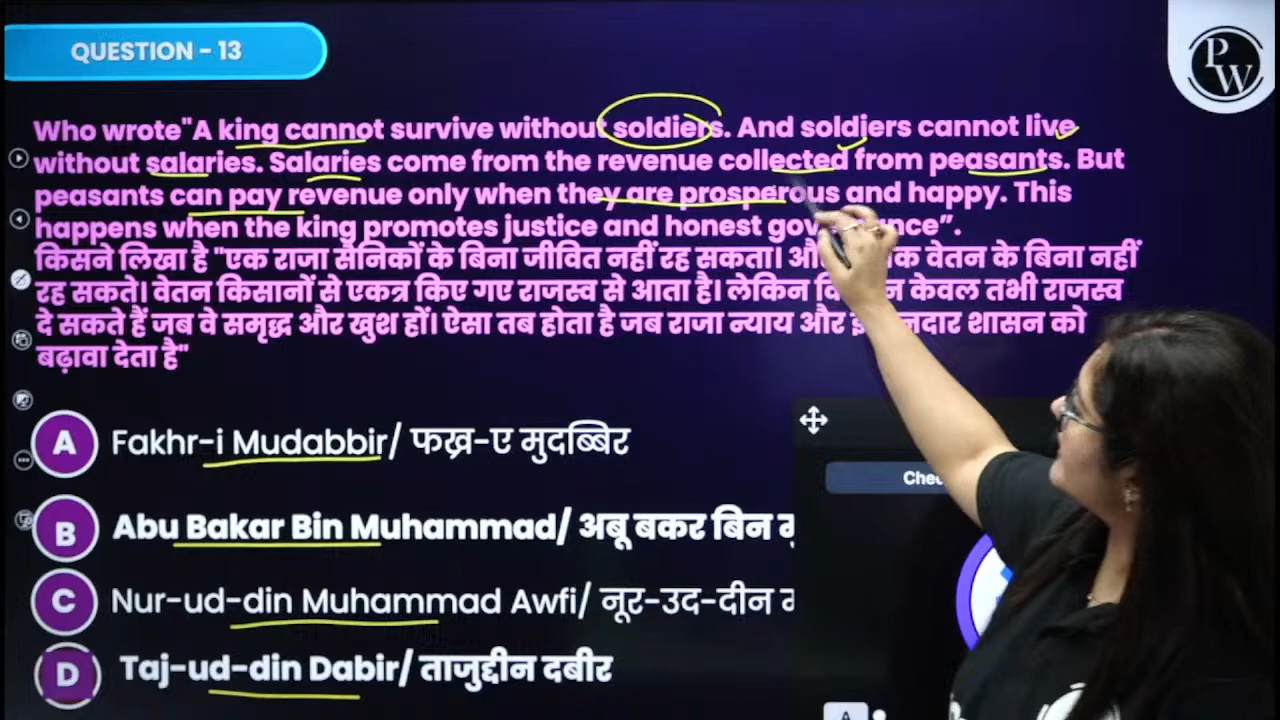 QUESTION - 13
PW
Who wrote"A king cannot survive without soldiers. And soldiers cannot live
without salaries. Salaries come from the revenue collected from peasants. But
peasants can pay revenue only when they are prosperous and happy. This
happens when the king promotes justice and honest".
किसने लिखा है "एक राजा सैनिकों के बिना जीवित नहीं रह सकता। वेतन के बिना नहीं
रह सकते। वेतन किसानों से एकत्र किए गए राजस्व से आता है। लेकिन केवल तभी राजस्व
दे सकते हैं जब वे समृद्ध और खुश हों। ऐसा तब होता है जब राजा न्याय और शासन को
बढ़ावा देता है"
A Fakhr-i Mudabbir/ फख्र-ए मुदब्बिर
B Abu Bakar Bin Muhammad/ अबू बकर बिन
C Nur-ud-din Muhammad Awfi/ नूर-उद-दीन
D Taj-ud-din Dabir/ ताजुद्दीन दबीर
A